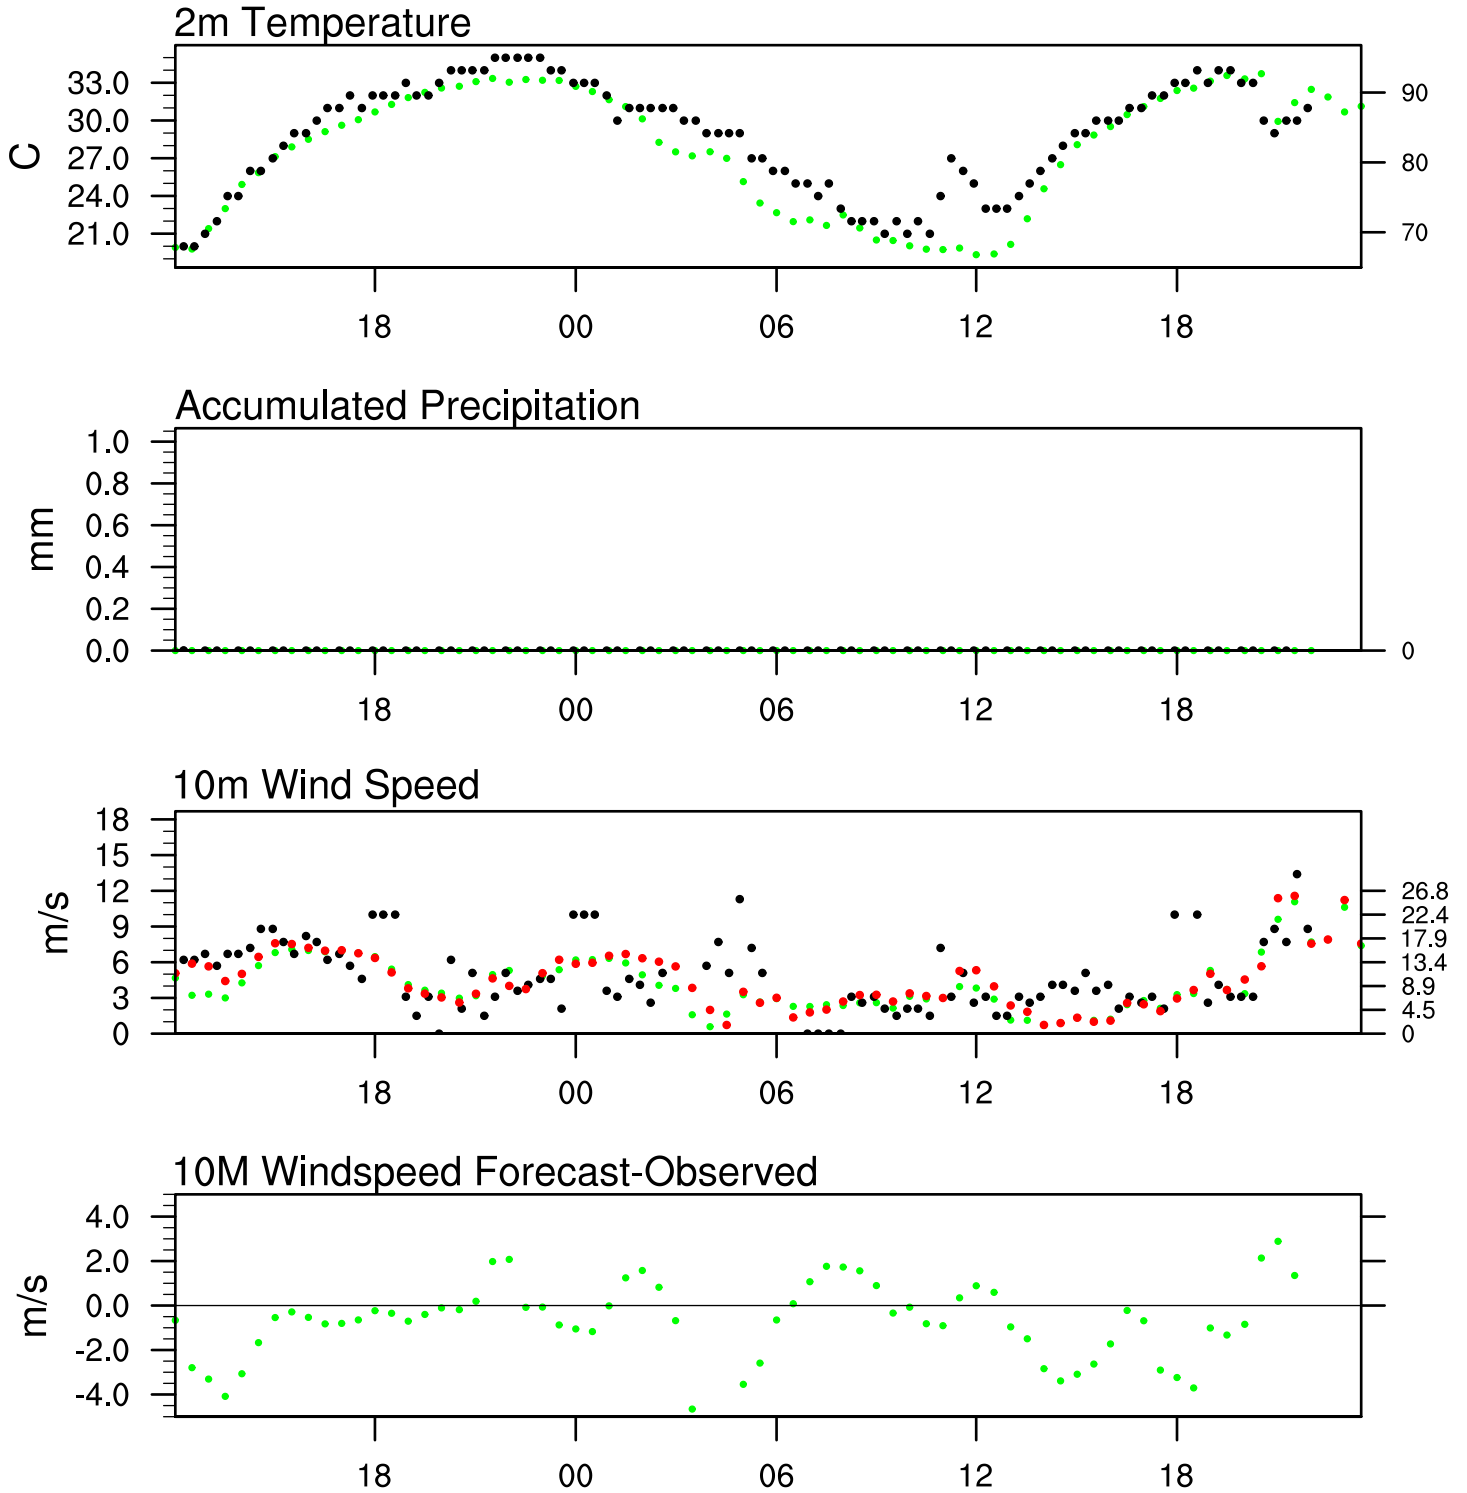 2m Temperature
C
33.0
30.0
27.0
24.0
21.0
90
80
70
18 00 06 12 18
Accumulated Precipitation
mm
1.0
0.8
0.6
0.4
0.2
0.0
0
18 00 06 12 18
10m Wind Speed
m/s
18
15
12
9
6
3
0
26.8
22.4
17.9
13.4
8.9
4.5
0
18 00 06 12 18
10M Windspeed Forecast-Observed
m/s
4.0
2.0
0.0
-2.0
-4.0
18 00 06 12 18